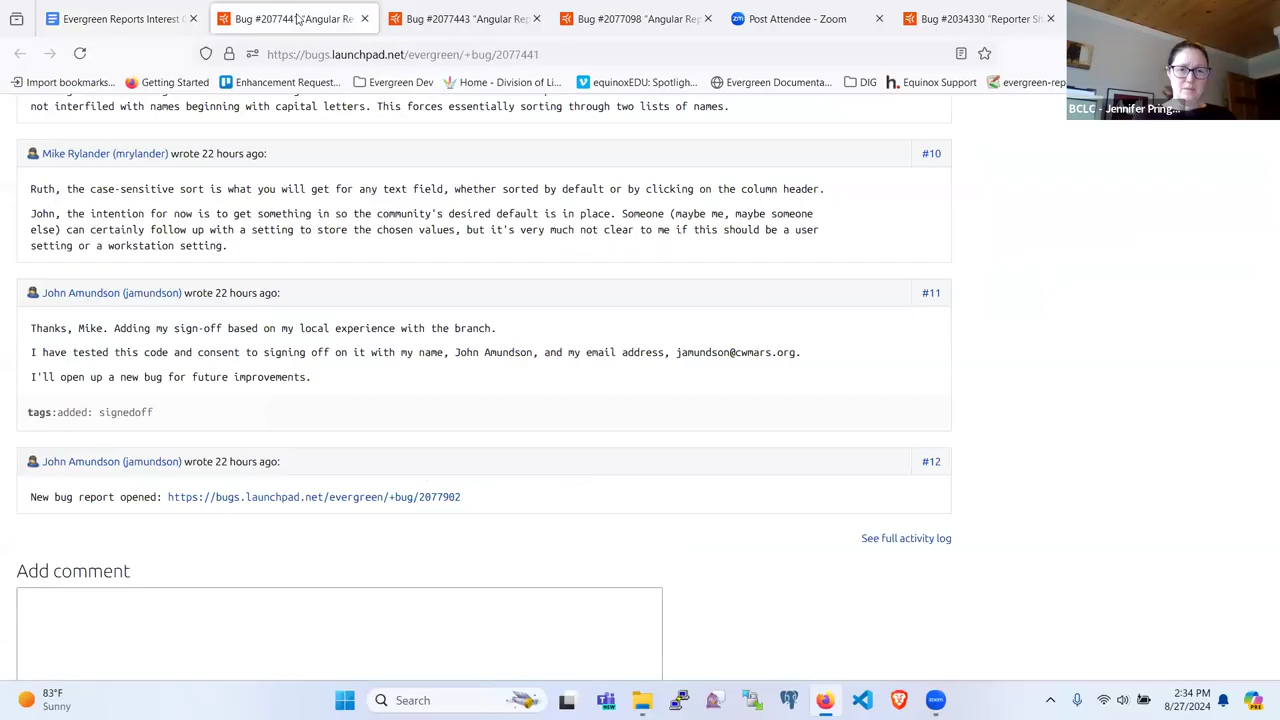 Evergreen Reports Interest G
Bug #2077441 "Angular Re
Bug #2077443 "Angular Rep
Bug #2077098 "Angular Rep
Post Attendee - Zoom
Bug #2034330 "Reporter Sh
https://bugs.launchpad.net/evergreen/+bug/2077441
Import bookmarks...
Getting Started
Enhancement Request...
Evergreen Dev
Home - Division of Li...
equinoxEDU: Spotligh...
Evergreen Documenta...
DIG
Equinox Support
evergreen-rep
BCLC - Jennifer Pring...
not interfiled with names beginning with capital letters. This forces essentially sorting through two lists of names.
Mike Rylander (mrylander) wrote 22 hours ago:
#10
Ruth, the case-sensitive sort is what you will get for any text field, whether sorted by default or by clicking on the column header.
John, the intention for now is to get something in so the community's desired default is in place. Someone (maybe me, maybe someone
else) can certainly follow up with a setting to store the chosen values, but it's very much not clear to me if this should be a user
setting or a workstation setting.
John Amundson (jamundson) wrote 22 hours ago:
#11
Thanks, Mike. Adding my sign-off based on my local experience with the branch.
I have tested this code and consent to signing off on it with my name, John Amundson, and my email address, jamundson@cwmars.org.
I'll open up a new bug for future improvements.
tags:added: signedoff
John Amundson (jamundson) wrote 22 hours ago:
#12
New bug report opened: https://bugs.launchpad.net/evergreen/+bug/2077902
See full activity log
Add comment
83°F
Sunny
Search
2:34 PM
8/27/2024